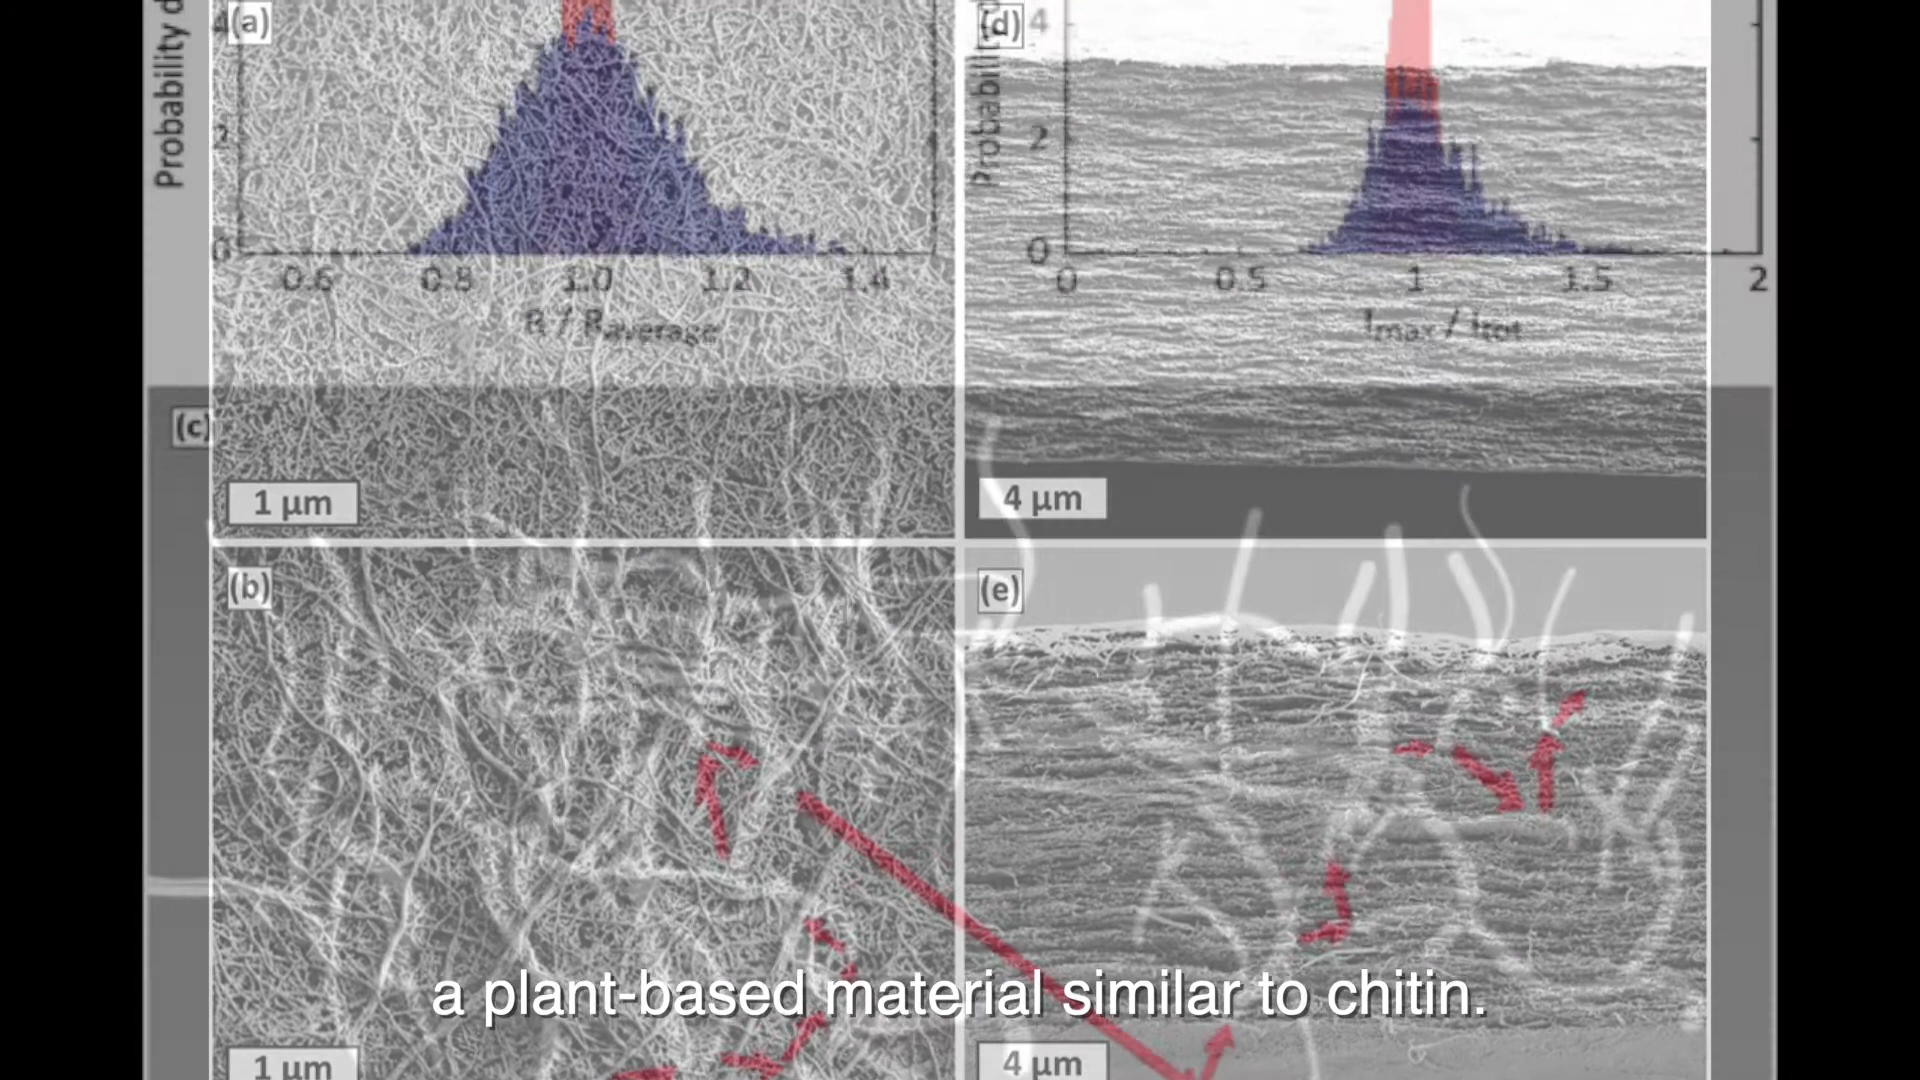 (a)
(d)
Probability d
4
2
0
0.6 0.8 1.0 1.2 1.4
R / Raverage
4
2
0
0 0.5 1 1.5 2
Imax / Irot
(c)
1 μm
4 μm
(b)
(e)
a plant-based material similar to chitin.
1 μm
4 μm